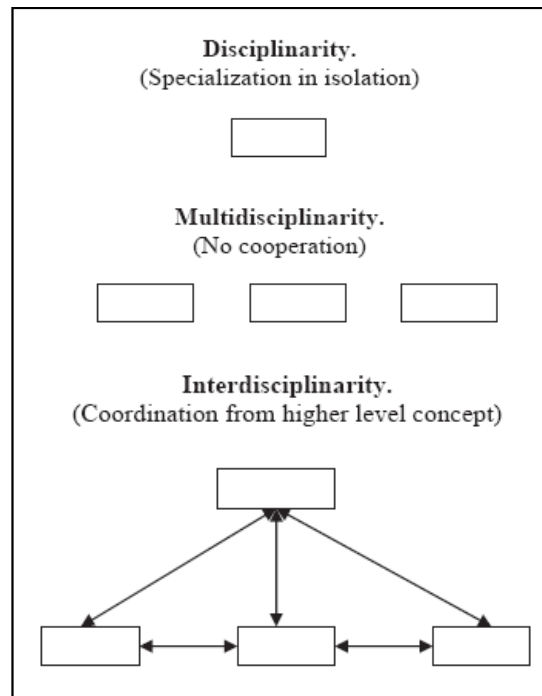 Disciplinarity.
(Specialization in isolation)
Multidisciplinarity.
(No cooperation)
Interdisciplinarity.
(Coordination from higher level concept)